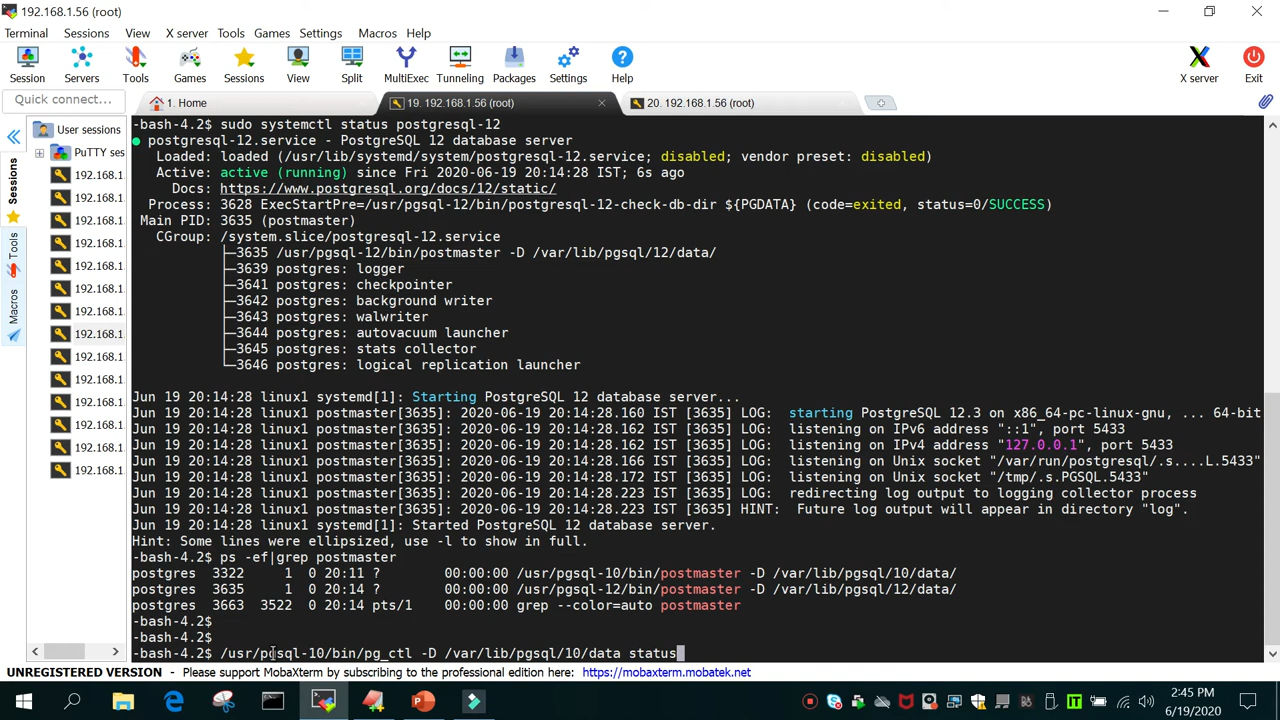 192.168.1.56 (root)
Terminal Sessions View X server Tools Games Settings Macros Help
Session Servers Tools Games Sessions View Split MultiExec Tunneling Packages Settings Help X server Exit
Quick connect...
1. Home
19. 192.168.1.56 (root)
20. 192.168.1.56 (root)
Sessions
Tools
Macros
User sessions
PuTTY ses
192.168.1
192.168.1
192.168.1.
192.168.1
192.168.1.
192.168.1.
192.168.1.
192.168.1
192.168.1
192.168.1.
192.168.1.
192.168.1.
192.168.1.
192.168.1.
-bash-4.2$ sudo systemctl status postgresql-12
● postgresql-12.service - PostgreSQL 12 database server
Loaded: loaded (/usr/lib/systemd/system/postgresql-12.service; disabled; vendor preset: disabled)
Active: active (running) since Fri 2020-06-19 20:14:28 IST; 6s ago
Docs: https://www.postgresql.org/docs/12/static/
Process: 3628 ExecStartPre=/usr/pgsql-12/bin/postgresql-12-check-db-dir ${PGDATA} (code=exited, status=0/SUCCESS)
Main PID: 3635 (postmaster)
CGroup: /system.slice/postgresql-12.service
├─3635 /usr/pgsql-12/bin/postmaster -D /var/lib/pgsql/12/data/
├─3639 postgres: logger
├─3641 postgres: checkpointer
├─3642 postgres: background writer
├─3643 postgres: walwriter
├─3644 postgres: autovacuum launcher
├─3645 postgres: stats collector
└─3646 postgres: logical replication launcher
Jun 19 20:14:28 linux1 systemd[1]: Starting PostgreSQL 12 database server...
Jun 19 20:14:28 linux1 postmaster[3635]: 2020-06-19 20:14:28.160 IST [3635] LOG:  starting PostgreSQL 12.3 on x86_64-pc-linux-gnu, ... 64-bit
Jun 19 20:14:28 linux1 postmaster[3635]: 2020-06-19 20:14:28.162 IST [3635] LOG:  listening on IPv6 address "::1", port 5433
Jun 19 20:14:28 linux1 postmaster[3635]: 2020-06-19 20:14:28.162 IST [3635] LOG:  listening on IPv4 address "127.0.0.1", port 5433
Jun 19 20:14:28 linux1 postmaster[3635]: 2020-06-19 20:14:28.166 IST [3635] LOG:  listening on Unix socket "/var/run/postgresql/.s....L.5433"
Jun 19 20:14:28 linux1 postmaster[3635]: 2020-06-19 20:14:28.172 IST [3635] LOG:  listening on Unix socket "/tmp/.s.PGSQL.5433"
Jun 19 20:14:28 linux1 postmaster[3635]: 2020-06-19 20:14:28.223 IST [3635] LOG:  redirecting log output to logging collector process
Jun 19 20:14:28 linux1 postmaster[3635]: 2020-06-19 20:14:28.223 IST [3635] HINT:  Future log output will appear in directory "log".
Jun 19 20:14:28 linux1 systemd[1]: Started PostgreSQL 12 database server.
Hint: Some lines were ellipsized, use -l to show in full.
-bash-4.2$ ps -ef|grep postmaster
postgres 3322 1 0 20:11 ? 00:00:00 /usr/pgsql-10/bin/postmaster -D /var/lib/pgsql/10/data/
postgres 3635 1 0 20:14 ? 00:00:00 /usr/pgsql-12/bin/postmaster -D /var/lib/pgsql/12/data/
postgres 3663 3522 0 20:14 pts/1 00:00:00 grep --color=auto postmaster
-bash-4.2$
-bash-4.2$
-bash-4.2$ /usr/pgsql-10/bin/pg_ctl -D /var/lib/pgsql/10/data status
UNREGISTERED VERSION - Please support MobaXterm by subscribing to the professional edition here: https://mobaxterm.mobatek.net
2:45 PM
6/19/2020